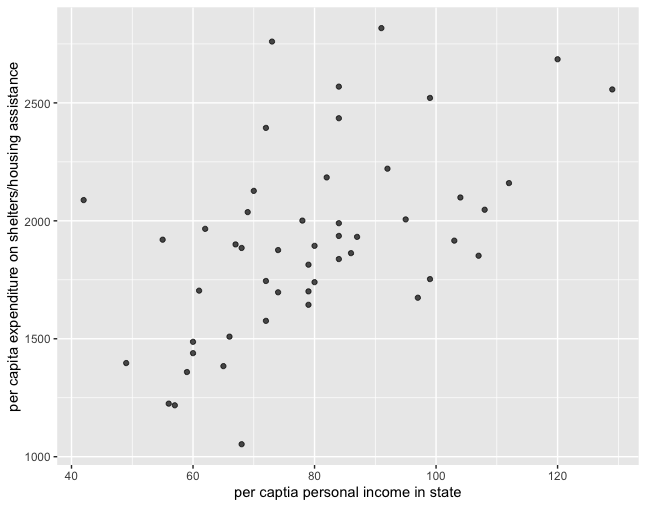 per capita expenditure on shelters/housing assistance
2500
2000
1500
1000
40 60 80 100 120
per captia personal income in state